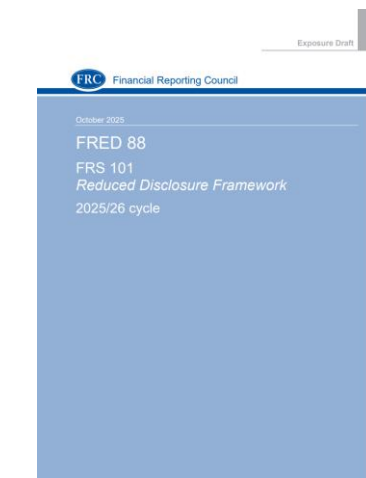 Exposure Draft
FRC Financial Reporting Council
October 2025
FRED 88
FRS 101
Reduced Disclosure Framework
2025/26 cycle